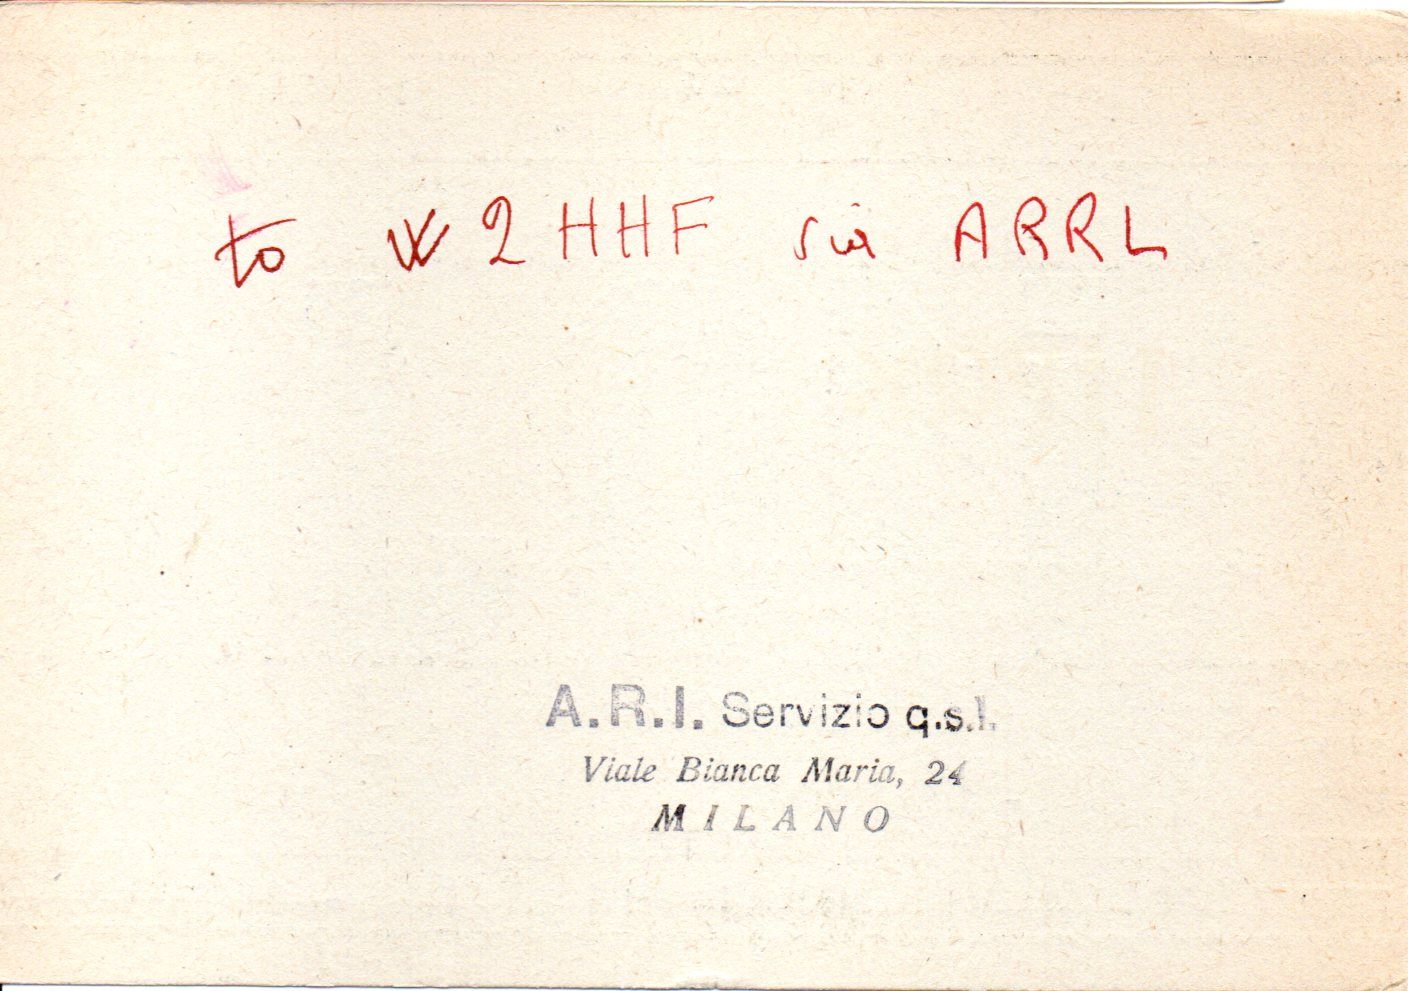 to W2HHF via ARRL
A.R.I. Servizio q.s.l.
Viale Bianca Maria, 24
MILANO